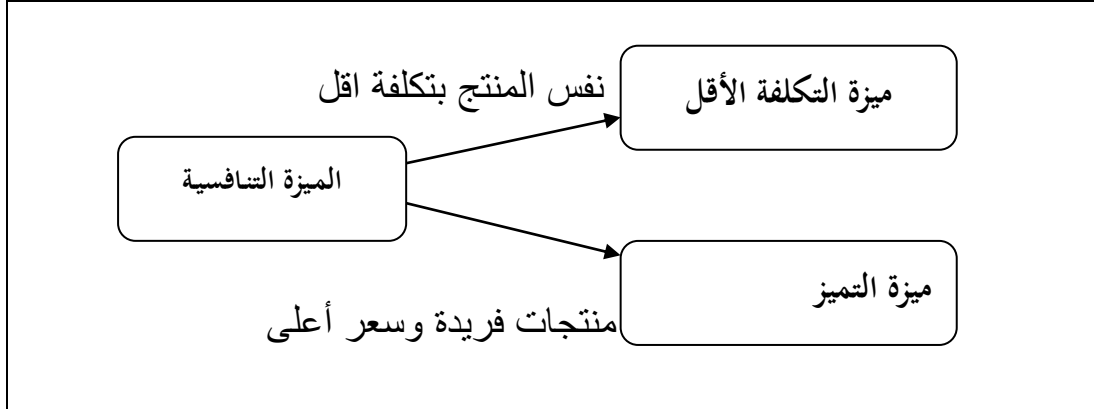 ميزة التكلفة الأقل
نفس المنتج بتكلفة اقل
الميزة التنافسية
ميزة التميز
منتجات فريدة وسعر أعلى